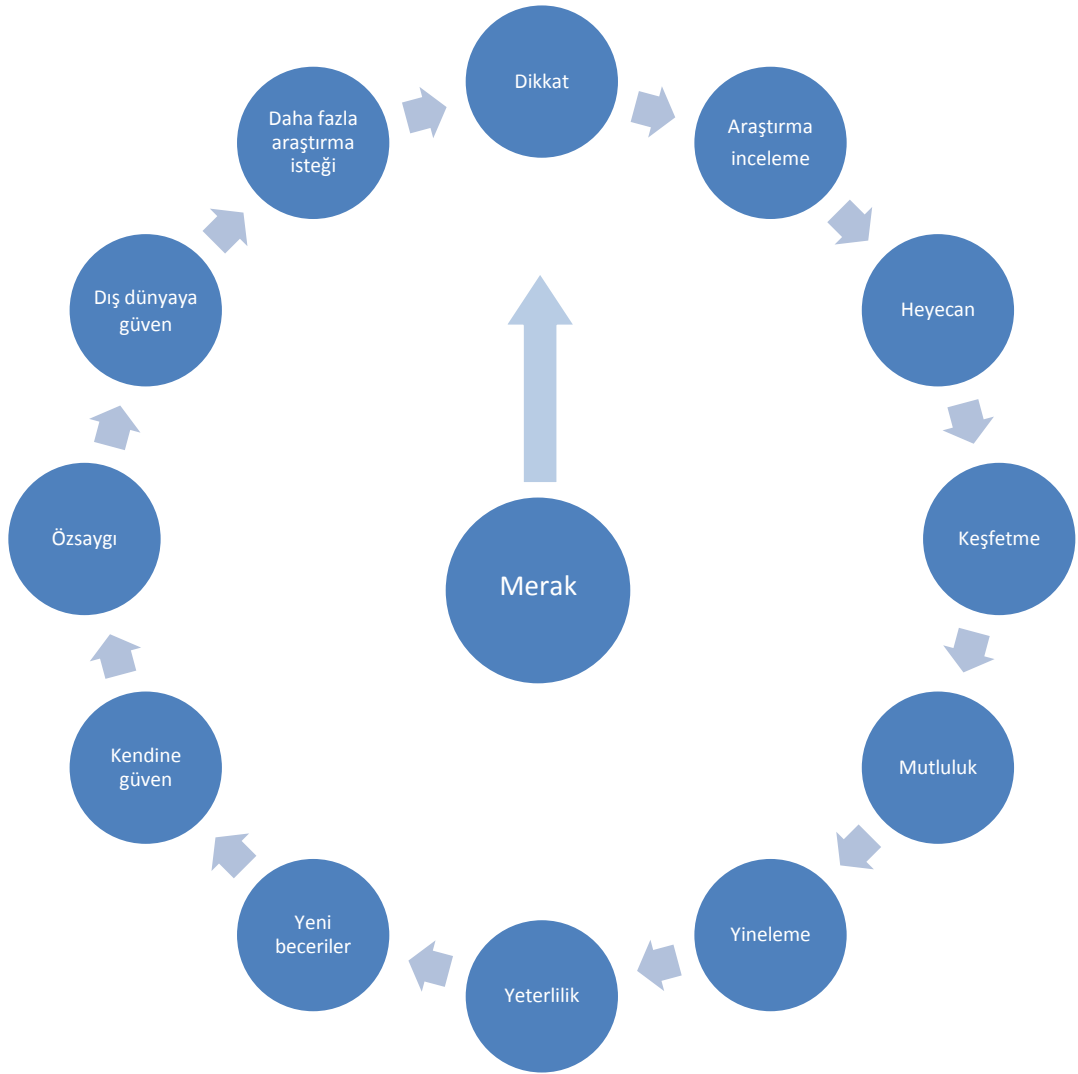 Dikkat
Araştırma
inceleme
Heyecan
Keşfetme
Mutluluk
Yineleme
Yeterlilik
Yeni
beceriler
Kendine
güven
Özsaygı
Dış dünyaya
güven
Daha fazla
araştırma
isteği
Merak